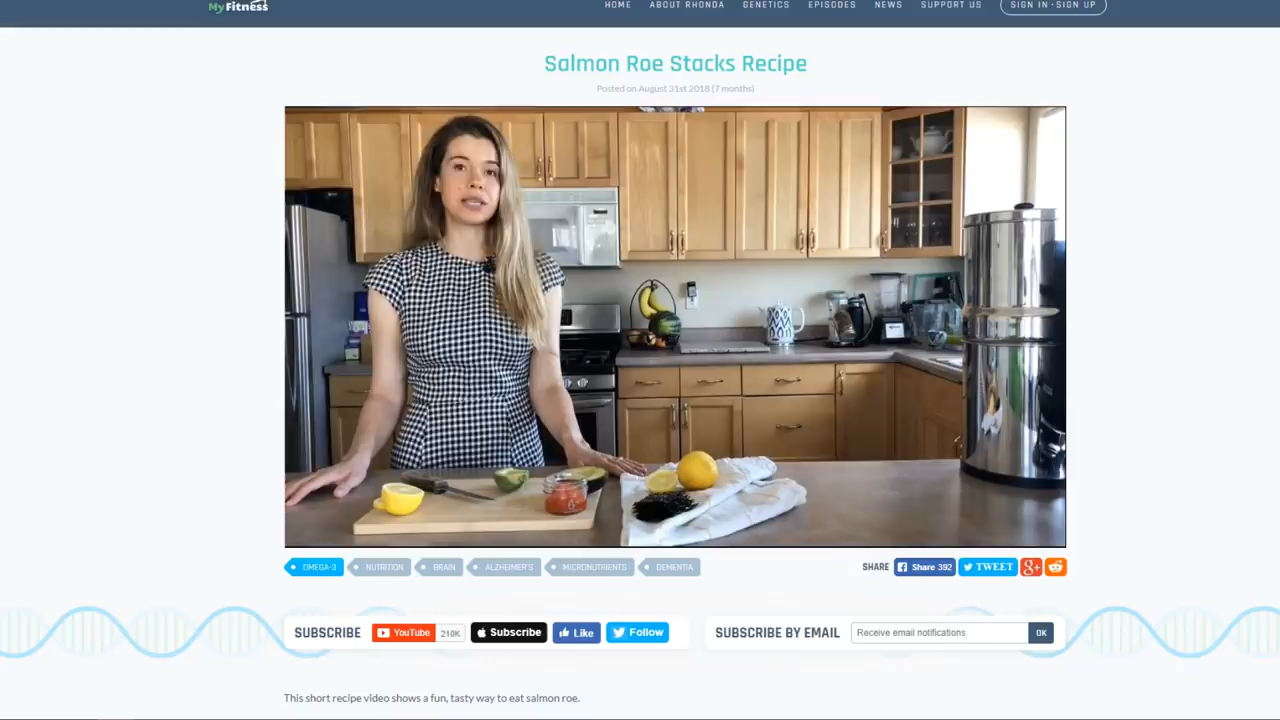 MyFitness
HOME ABOUT RHONDA GENETICS EPISODES NEWS SUPPORT US SIGN IN · SIGN UP
Salmon Roe Stacks Recipe
Posted on August 31st 2018 (7 months)
OMEGA-3 NUTRITION BRAIN ALZHEIMER'S MICRONUTRIENTS DEMENTIA
SHARE Share 392 TWEET g+
SUBSCRIBE YouTube 210K Subscribe Like Follow
SUBSCRIBE BY EMAIL Receive email notifications OK
This short recipe video shows a fun, tasty way to eat salmon roe.